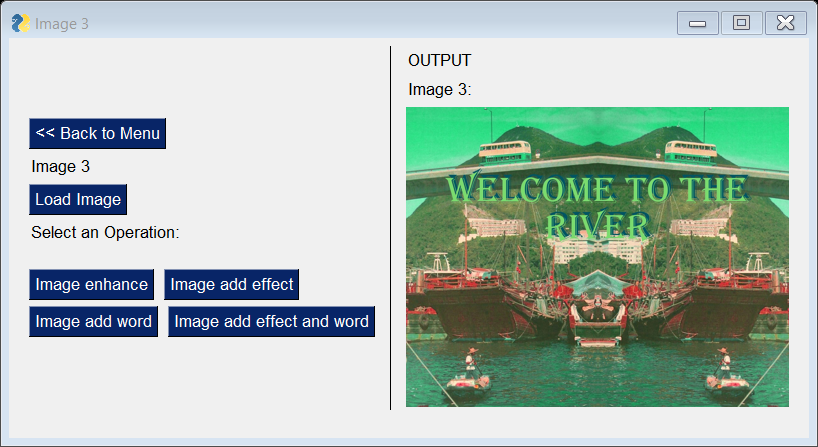 Image 3
<< Back to Menu
Image 3
Load Image
Select an Operation:
Image enhance
Image add effect
Image add word
Image add effect and word
OUTPUT
Image 3:
WELCOME TO THE
RIVER